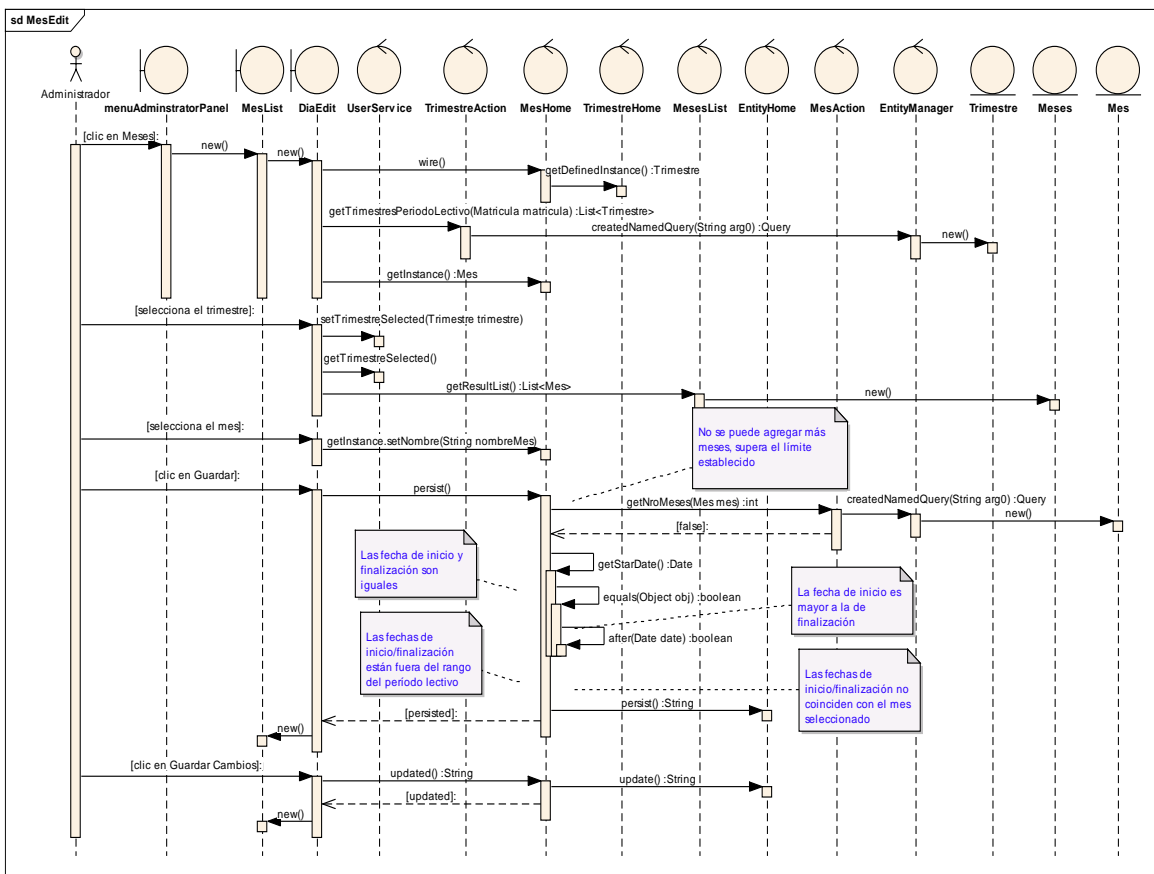 sd MesEdit
Administrador
menuAdminstratorPanel
MesList
DiaEdit
UserService
TrimestreAction
MesHome
TrimestreHome
MesesList
EntityHome
MesAction
EntityManager
Trimestre
Meses
Mes
[clic en Meses]:
new()
new()
wire()
getDefinedInstance() :Trimestre
getTrimestresPeriodoLectivo(Matricula matricula) :List<Trimestre>
createdNamedQuery(String arg0) :Query
new()
getInstance() :Mes
[selecciona el trimestre]:
setTrimestreSelected(Trimestre trimestre)
getTrimestreSelected()
getResultList() :List<Mes>
new()
[selecciona el mes]:
getInstance.setNombre(String nombreMes)
No se puede agregar más
meses, supera el límite
establecido
[clic en Guardar]:
persist()
getNroMeses(Mes mes) :int
createdNamedQuery(String arg0) :Query
new()
[false]:
Las fecha de inicio y
finalización son
iguales
getStarDate() :Date
equals(Object obj) :boolean
La fecha de inicio es
mayor a la de
finalización
after(Date date) :boolean
Las fechas de
inicio/finalización
están fuera del rango
del período lectivo
Las fechas de
inicio/finalización no
coinciden con el mes
seleccionado
persist() :String
[persisted]:
new()
[clic en Guardar Cambios]:
updated() :String
update() :String
[updated]:
new()